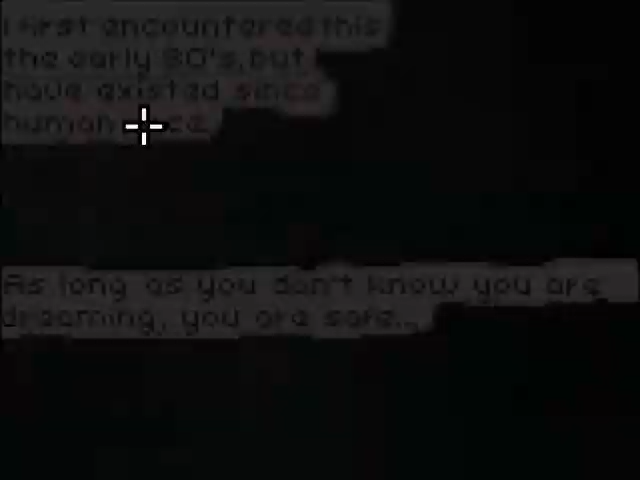 I first encountered this
the early 80's, but
have existed since
human
As long as you don't know you are
dreaming, you are safe...